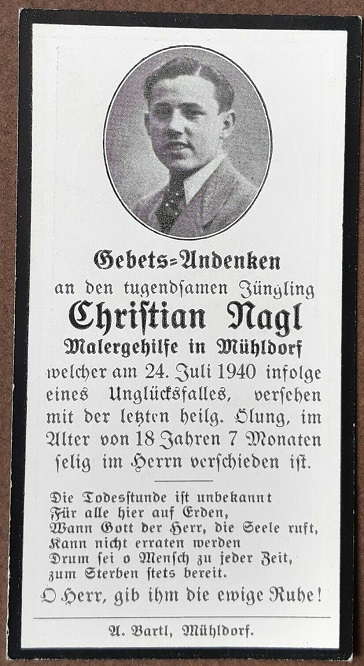 Gebets-Andenken
an den tugendsamen Jüngling
Christian Nagl
Malergehilfe in Mühldorf
welcher am 24. Juli 1940 infolge
eines Unglücksfalles, versehen
mit der letzten heilg. Ölung, im
Alter von 18 Jahren 7 Monaten
selig im Herrn verschieden ist.
Die Todesstunde ist unbekannt
Für alle hier auf Erden,
Wann Gott der Herr, die Seele ruft,
Kann nicht erraten werden
Drum sei o Mensch zu jeder Zeit,
zum Sterben stets bereit.
O Herr, gib ihm die ewige Ruhe!
A. Bartl, Mühldorf.